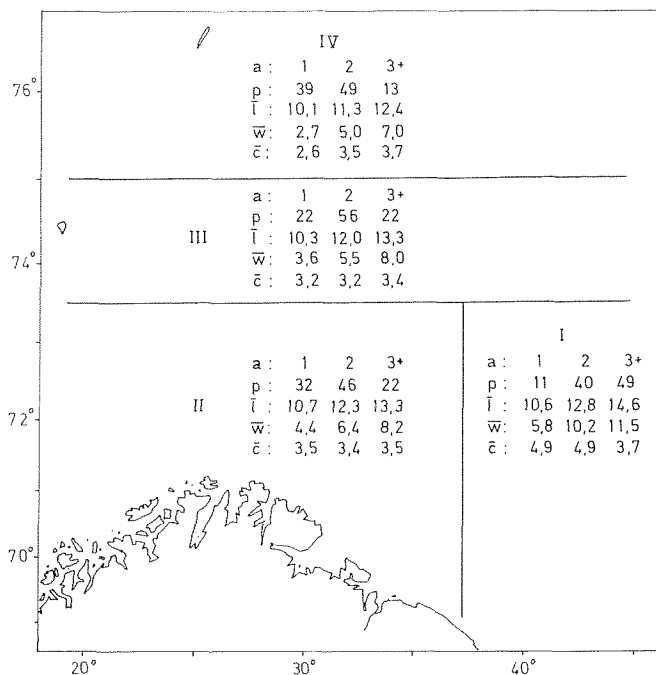 IV
a: 1 2 3+
p: 39 49 13
l̄: 10,1 11,3 12,4
w̄: 2,7 5,0 7,0
c̄: 2,6 3,5 3,7
76°
a: 1 2 3+
p: 22 56 22
III
l̄: 10,3 12,0 13,3
w̄: 3,6 5,5 8,0
c̄: 3,2 3,2 3,4
74°
II
a: 1 2 3+
p: 32 46 22
l̄: 10,7 12,3 13,3
w̄: 4,4 6,4 8,2
c̄: 3,5 3,4 3,5
I
a: 1 2 3+
p: 11 40 49
l̄: 10,6 12,8 14,6
w̄: 5,8 10,2 11,5
c̄: 4,9 4,9 3,7
72°
70°
20° 30° 40°